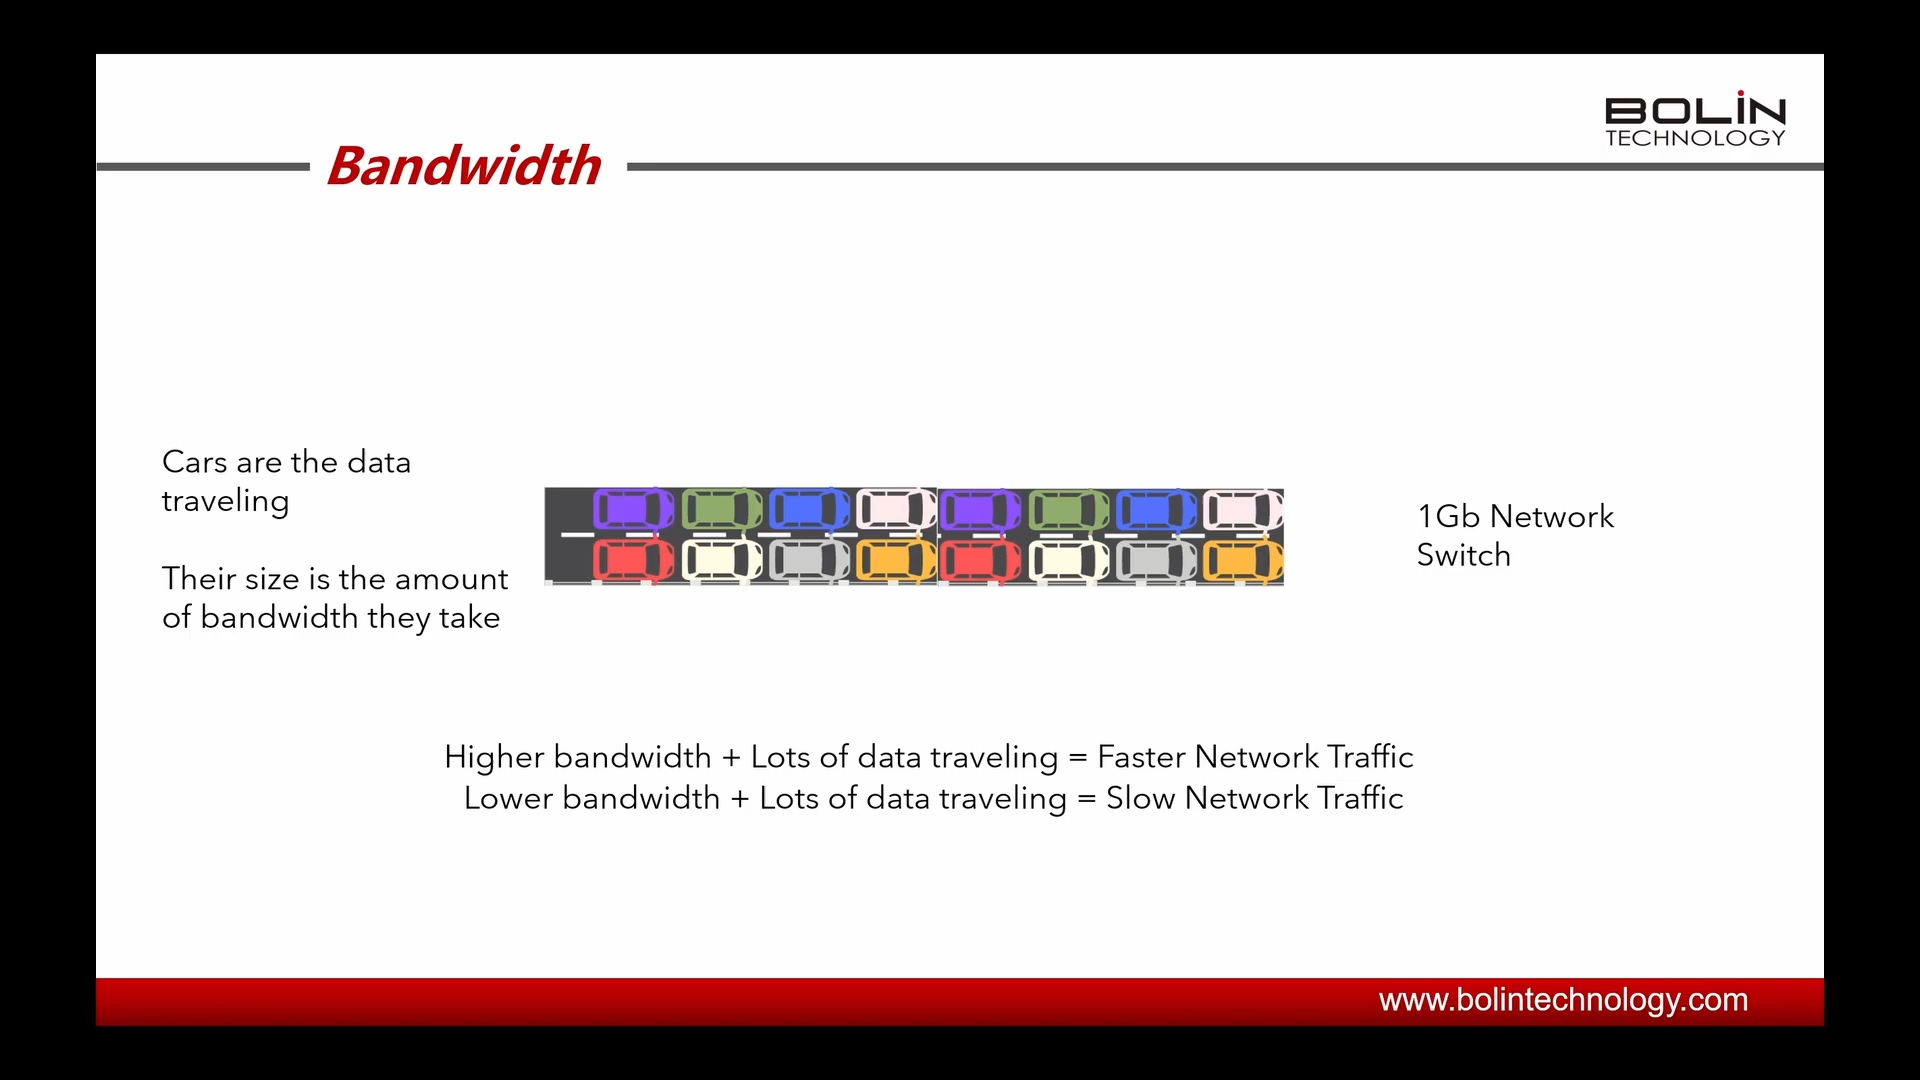 BOLIN
TECHNOLOGY
Bandwidth
Cars are the data
traveling
Their size is the amount
of bandwidth they take
1Gb Network
Switch
Higher bandwidth + Lots of data traveling = Faster Network Traffic
Lower bandwidth + Lots of data traveling = Slow Network Traffic
www.bolintechnology.com